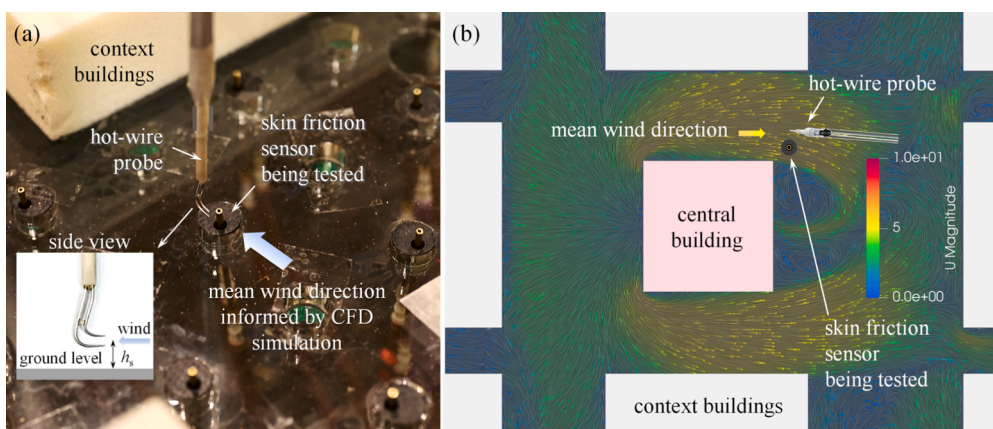 (a)
context
buildings
hot-wire
probe
skin friction
sensor
being tested
side view
wind
ground level
hs
mean wind direction
informed by CFD
simulation
(b)
hot-wire probe
mean wind direction
1.0e+01
5
0.0e+00
U Magnitude
central
building
skin friction
sensor
being tested
context buildings